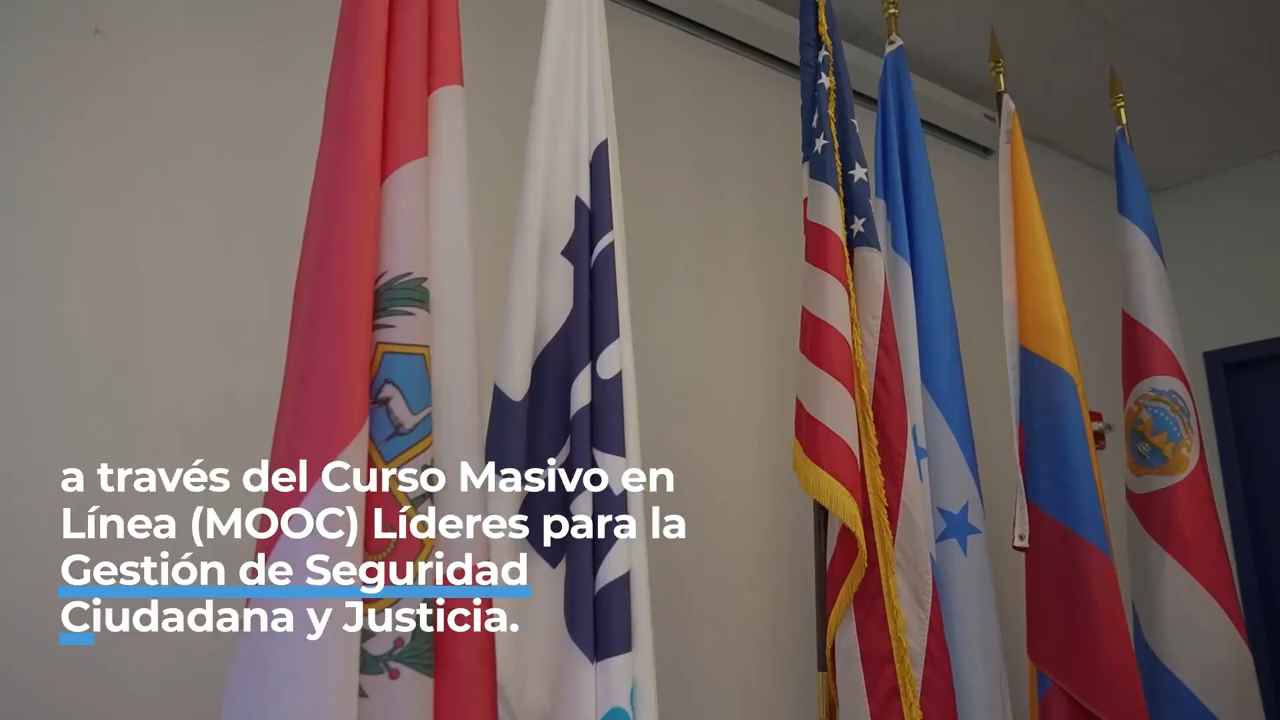 a través del Curso Masivo en
Línea (MOOC) Líderes para la
Gestión de Seguridad
Ciudadana y Justicia.